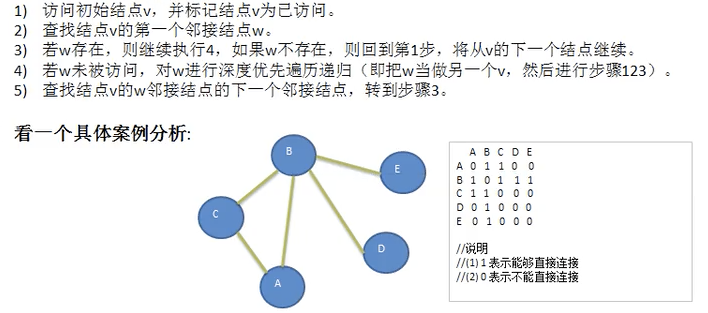 1) 访问初始结点v，并标记结点v为已访问。
2) 查找结点v的第一个邻接结点w。
3) 若w存在，则继续执行4，如果w不存在，则回到第1步，将从v的下一个结点继续。
4) 若w未被访问，对w进行深度优先遍历递归（即把w当做另一个v，然后进行步骤123）。
5) 查找结点v的w邻接结点的下一个邻接结点，转到步骤3。
看一个具体案例分析:
B
E
C
D
A
A B C D E
A 0 1 1 0 0
B 1 0 1 1 1
C 1 1 0 0 0
D 0 1 0 0 0
E 0 1 0 0 0
//说明
//(1) 1 表示能够直接连接
//(2) 0 表示不能直接连接